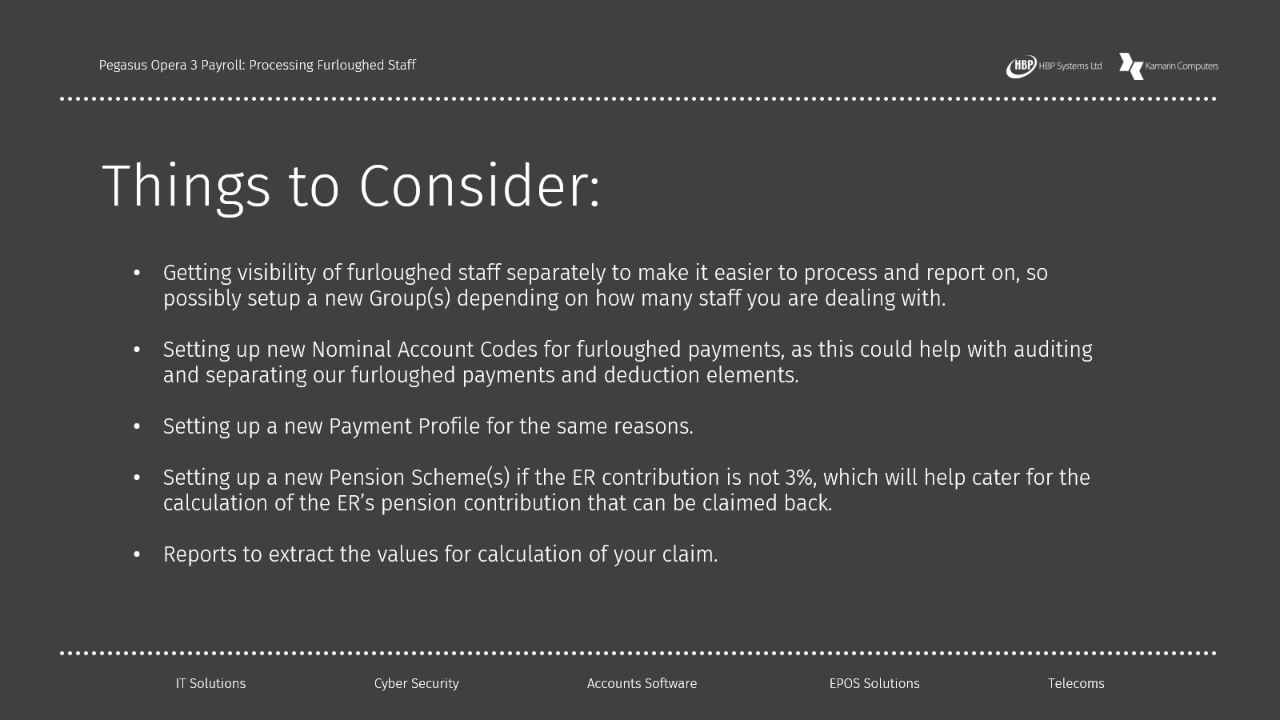 Pegasus Opera 3 Payroll: Processing Furloughed Staff
HBP HBP Systems Ltd Kamarin Computers
Things to Consider:
• Getting visibility of furloughed staff separately to make it easier to process and report on, so
possibly setup a new Group(s) depending on how many staff you are dealing with.
• Setting up new Nominal Account Codes for furloughed payments, as this could help with auditing
and separating our furloughed payments and deduction elements.
• Setting up a new Payment Profile for the same reasons.
• Setting up a new Pension Scheme(s) if the ER contribution is not 3%, which will help cater for the
calculation of the ER’s pension contribution that can be claimed back.
• Reports to extract the values for calculation of your claim.
IT Solutions Cyber Security Accounts Software EPOS Solutions Telecoms